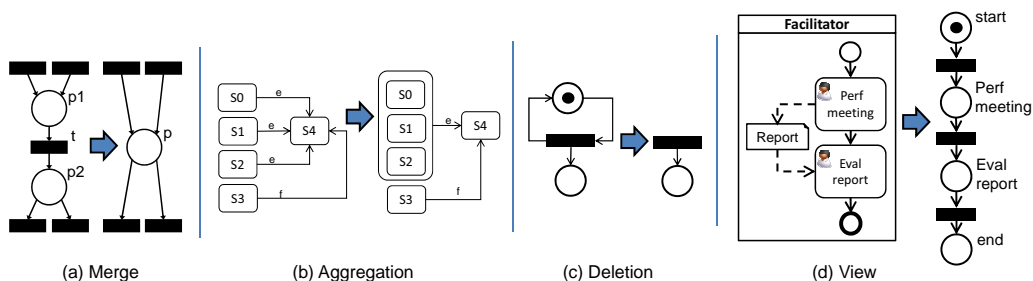 p1
t
p2
p
(a) Merge
S0
e
S1
e
S4
S2
e
S3
f
S0
S1
e
S4
S2
S3
f
(b) Aggregation
(c) Deletion
Facilitator
Perf
meeting
Report
Eval
report
start
Perf
meeting
Eval
report
end
(d) View